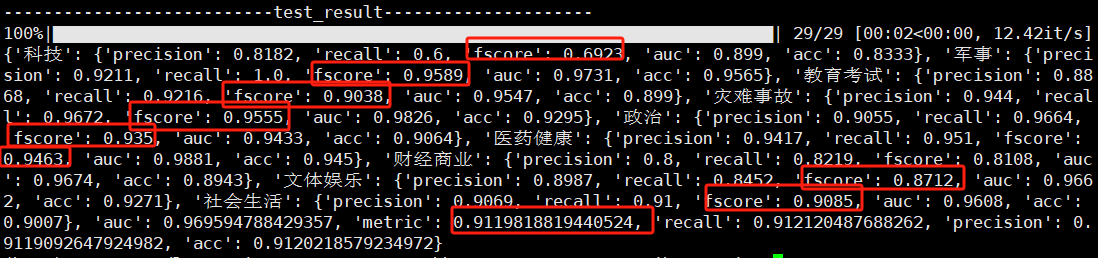 ---------------------------test_result---------------------
100%|██████████| 29/29 [00:02<00:00, 12.42it/s]
{'科技': {'precision': 0.8182, 'recall': 0.6, 'fscore': 0.6923, 'auc': 0.899, 'acc': 0.8333}, '军事': {'preci
sion': 0.9211, 'recall': 1.0, 'fscore': 0.9589, 'auc': 0.9731, 'acc': 0.9565}, '教育考试': {'precision': 0.88
68, 'recall': 0.9216, 'fscore': 0.9038, 'auc': 0.9547, 'acc': 0.899}, '灾难事故': {'precision': 0.944, 'recal
l': 0.9672, 'fscore': 0.9555, 'auc': 0.9826, 'acc': 0.9295}, '政治': {'precision': 0.9055, 'recall': 0.9664,
'fscore': 0.935, 'auc': 0.9433, 'acc': 0.9064}, '医药健康': {'precision': 0.9417, 'recall': 0.951, 'fscore':
0.9463, 'auc': 0.9881, 'acc': 0.945}, '财经商业': {'precision': 0.8, 'recall': 0.8219, 'fscore': 0.8108, 'auc
': 0.9674, 'acc': 0.8943}, '文体娱乐': {'precision': 0.8987, 'recall': 0.8452, 'fscore': 0.8712, 'auc': 0.966
2, 'acc': 0.9271}, '社会生活': {'precision': 0.9069, 'recall': 0.91, 'fscore': 0.9085, 'auc': 0.9608, 'acc':
0.9007}, 'auc': 0.969594788429357, 'metric': 0.9119818819440524, 'recall': 0.912120487688262, 'precision': 0.
9119092647924982, 'acc': 0.9120218579234972}